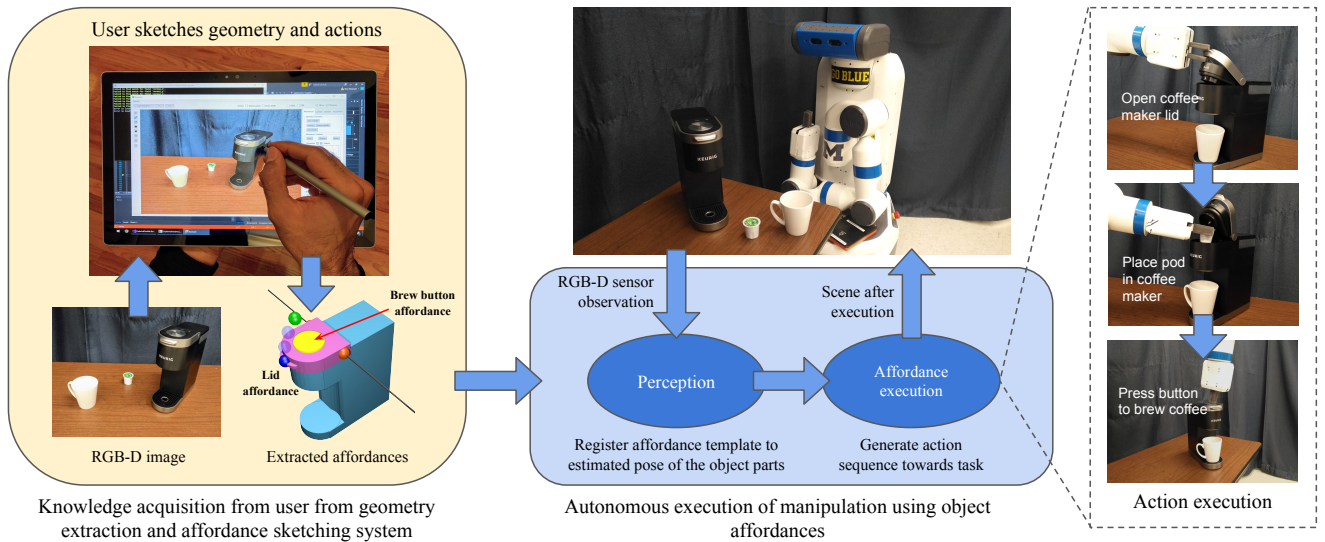 User sketches geometry and actions
KEURIG
Brew button
affordance
Lid
affordance
RGB-D image
Extracted affordances
Knowledge acquisition from user from geometry
extraction and affordance sketching system
GO BLUE
M
KEURIG
RGB-D sensor
observation
Scene after
execution
Perception
Affordance
execution
Register affordance template to
estimated pose of the object parts
Generate action
sequence towards task
Autonomous execution of manipulation using object
affordances
Open coffee
maker lid
Place pod
in coffee
maker
Press button
to brew coffee
Action execution